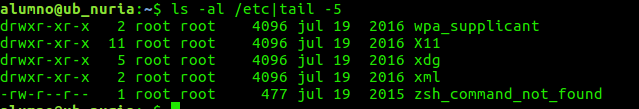 alumno@ub_nuria:~$ ls -al /etc|tail -5
drwxr-xr-x   2 root root    4096 jul 19  2016 wpa_supplicant
drwxr-xr-x  11 root root    4096 jul 19  2016 X11
drwxr-xr-x   5 root root    4096 jul 19  2016 xdg
drwxr-xr-x   2 root root    4096 jul 19  2016 xml
-rw-r--r--   1 root root     477 jul 19  2015 zsh_command_not_found
alumno@ub_nuria:~$